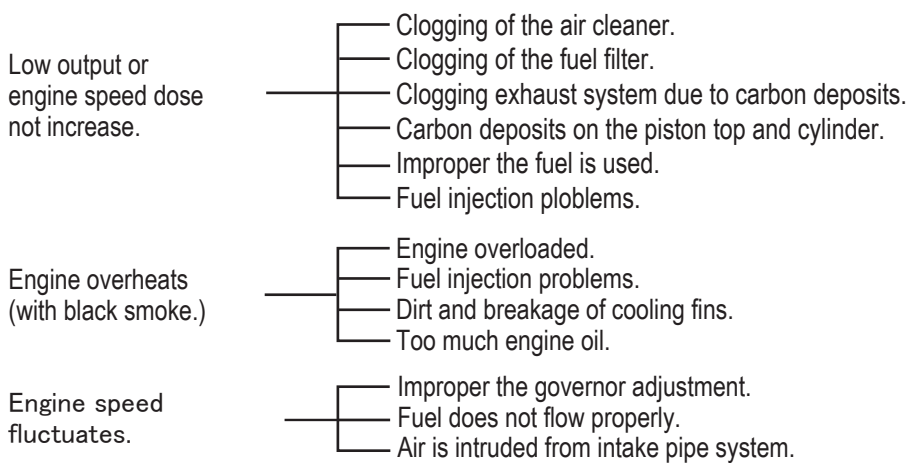 Low output or
engine speed dose
not increase.
Clogging of the air cleaner.
Clogging of the fuel filter.
Clogging exhaust system due to carbon deposits.
Carbon deposits on the piston top and cylinder.
Improper the fuel is used.
Fuel injection ploblems.
Engine overheats
(with black smoke.)
Engine overloaded.
Fuel injection problems.
Dirt and breakage of cooling fins.
Too much engine oil.
Engine speed
fluctuates.
Improper the governor adjustment.
Fuel does not flow properly.
Air is intruded from intake pipe system.